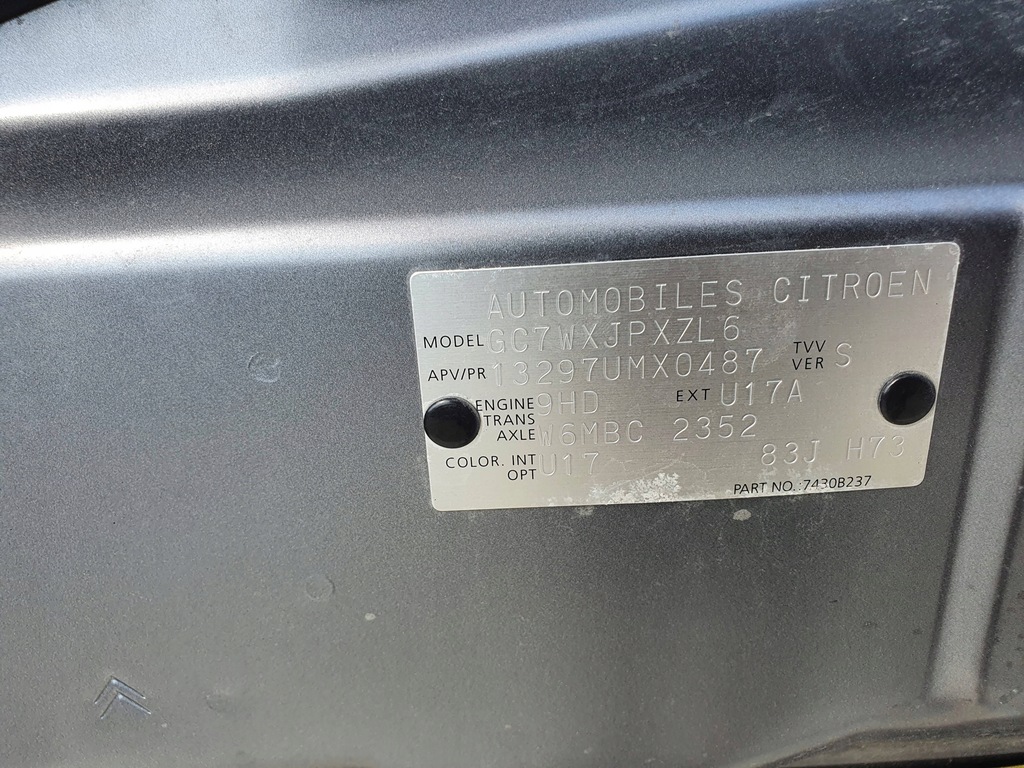 AUTOMOBILES CITROEN
MODEL GC7WXJPXZL6
APV/PR 13297UMX0487 TVV VER S
ENGINE 9HD EXT U17A
TRANS AXLE W6MBC 2352
COLOR. INT OPT U17 83J H73
PART NO.:7430B237